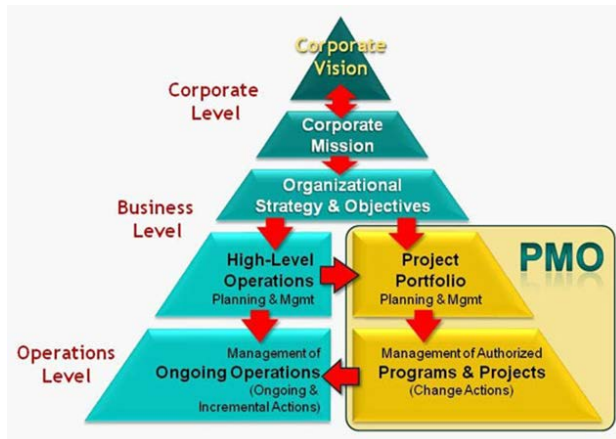 Corporate
Vision
Corporate
Level
Corporate
Mission
Organizational
Strategy & Objectives
Business
Level
High-Level
Operations
Planning & Mgmt
Project
Portfolio
Planning & Mgmt
PMO
Operations
Level
Management of
Ongoing Operations
(Ongoing &
Incremental Actions)
Management of Authorized
Programs & Projects
(Change Actions)